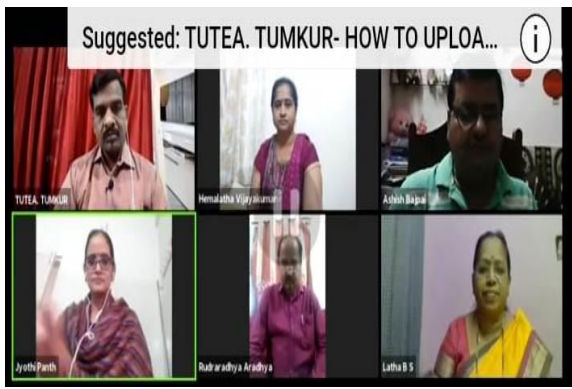 Suggested: TUTEA. TUMKUR- HOW TO UPLOA... i
TUTEA. TUMKUR
Hemalatha Vijayakumar
Ashish Bajpai
Jyothi Panth
Rudraradhya Aradhya
Latha B S